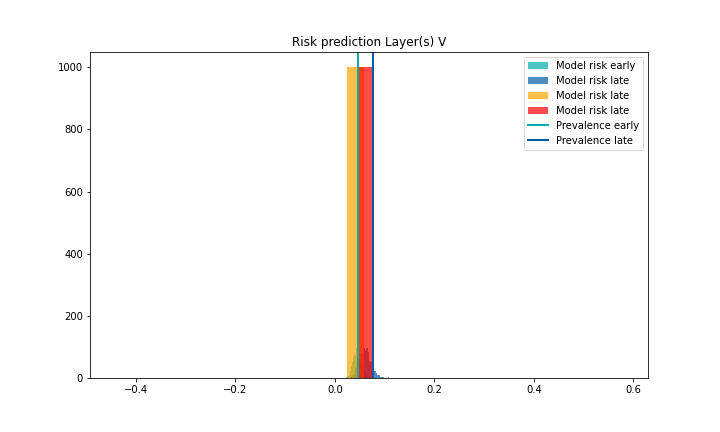 Risk prediction Layer(s) V
1000
800
600
400
200
0
−0.4
−0.2
0.0
0.2
0.4
0.6
Model risk early
Model risk late
Model risk late
Model risk late
Prevalence early
Prevalence late